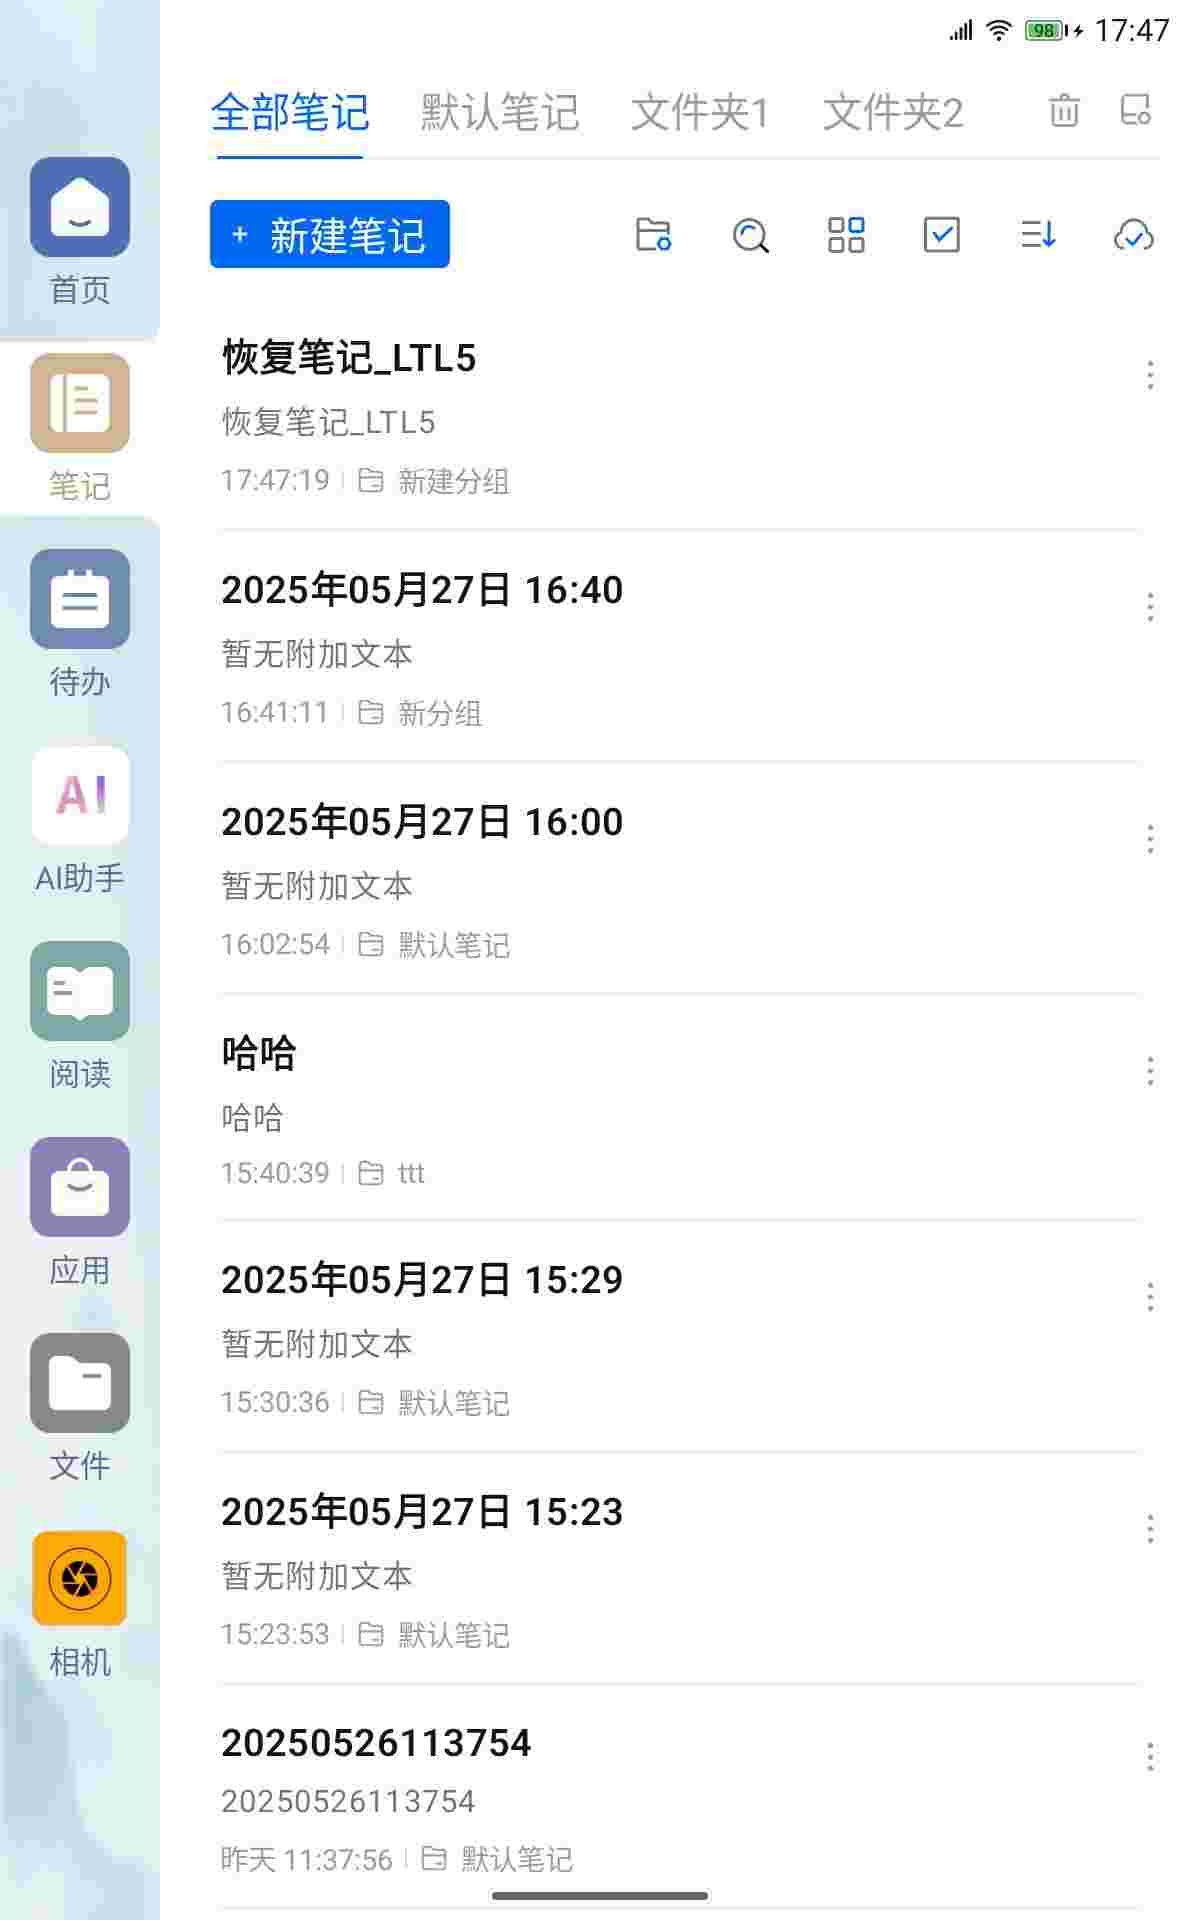 98 17:47
全部笔记 默认笔记 文件夹1 文件夹2
+ 新建笔记
首页
笔记
待办
AI
AI助手
阅读
应用
文件
相机
恢复笔记_LTL5
恢复笔记_LTL5
17:47:19 新建分组
2025年05月27日 16:40
暂无附加文本
16:41:11 新分组
2025年05月27日 16:00
暂无附加文本
16:02:54 默认笔记
哈哈
哈哈
15:40:39 ttt
2025年05月27日 15:29
暂无附加文本
15:30:36 默认笔记
2025年05月27日 15:23
暂无附加文本
15:23:53 默认笔记
20250526113754
20250526113754
昨天 11:37:56 默认笔记